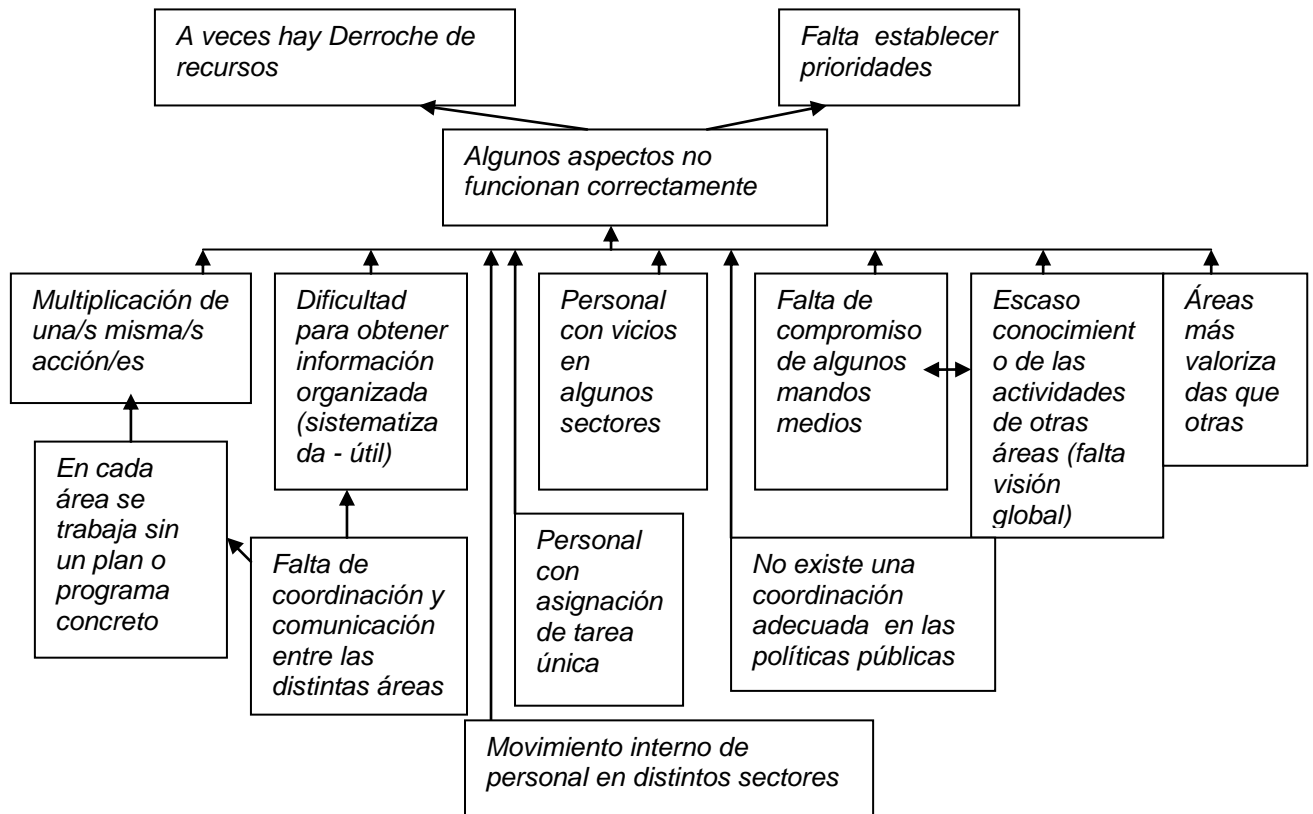 A veces hay Derroche de
recursos
Falta  establecer
prioridades
Algunos aspectos no
funcionan correctamente
Multiplicación de
una/s misma/s
acción/es
Dificultad
para obtener
información
organizada
(sistematiza
da - útil)
Personal
con vicios
en
algunos
sectores
Falta de
compromiso
de algunos
mandos
medios
Escaso
conocimient
o de las
actividades
de otras
áreas (falta
visión
global)
Áreas
más
valoriza
das que
otras
En cada
área se
trabaja sin
un plan o
programa
concreto
Falta de
coordinación y
comunicación
entre las
distintas áreas
Personal
con
asignación
de tarea
única
No existe una
coordinación
adecuada  en las
políticas públicas
Movimiento interno de
personal en distintos sectores